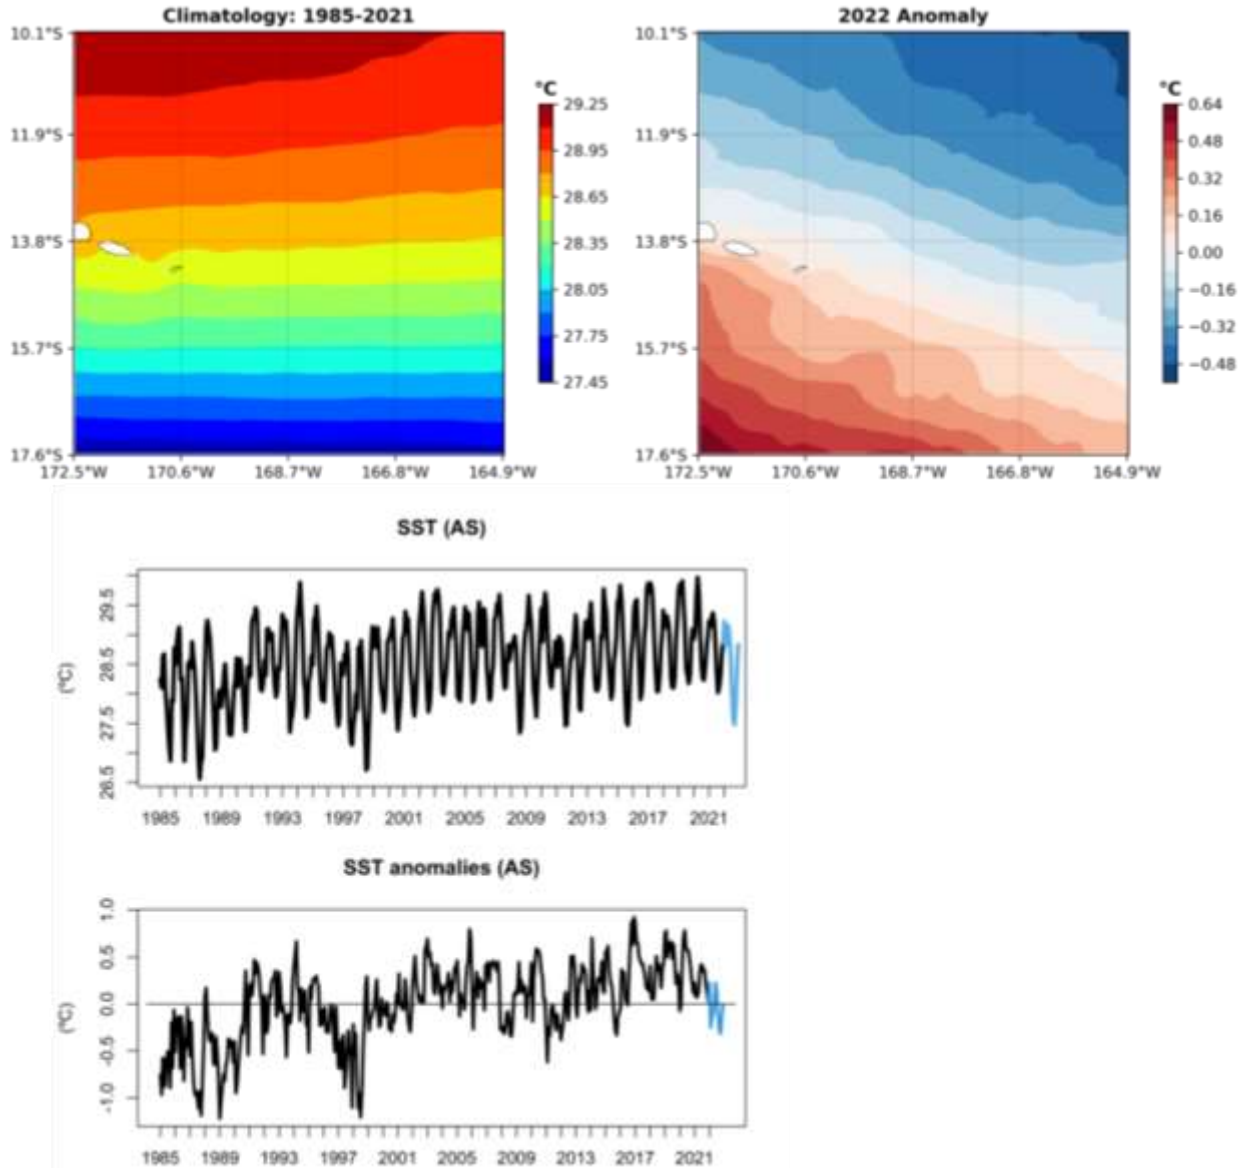 Climatology: 1985-2021
10.1°S
11.9°S
13.8°S
15.7°S
17.6°S
172.5°W 170.6°W 168.7°W 166.8°W 164.9°W
°C
29.25
28.95
28.65
28.35
28.05
27.75
27.45
2022 Anomaly
10.1°S
11.9°S
13.8°S
15.7°S
17.6°S
172.5°W 170.6°W 168.7°W 166.8°W 164.9°W
°C
0.64
0.48
0.32
0.16
0.00
−0.16
−0.32
−0.48
SST (AS)
(ºC)
29.5
28.5
27.5
26.5
1985 1989 1993 1997 2001 2005 2009 2013 2017 2021
SST anomalies (AS)
(ºC)
1.0
0.5
0.0
-0.5
-1.0
1985 1989 1993 1997 2001 2005 2009 2013 2017 2021